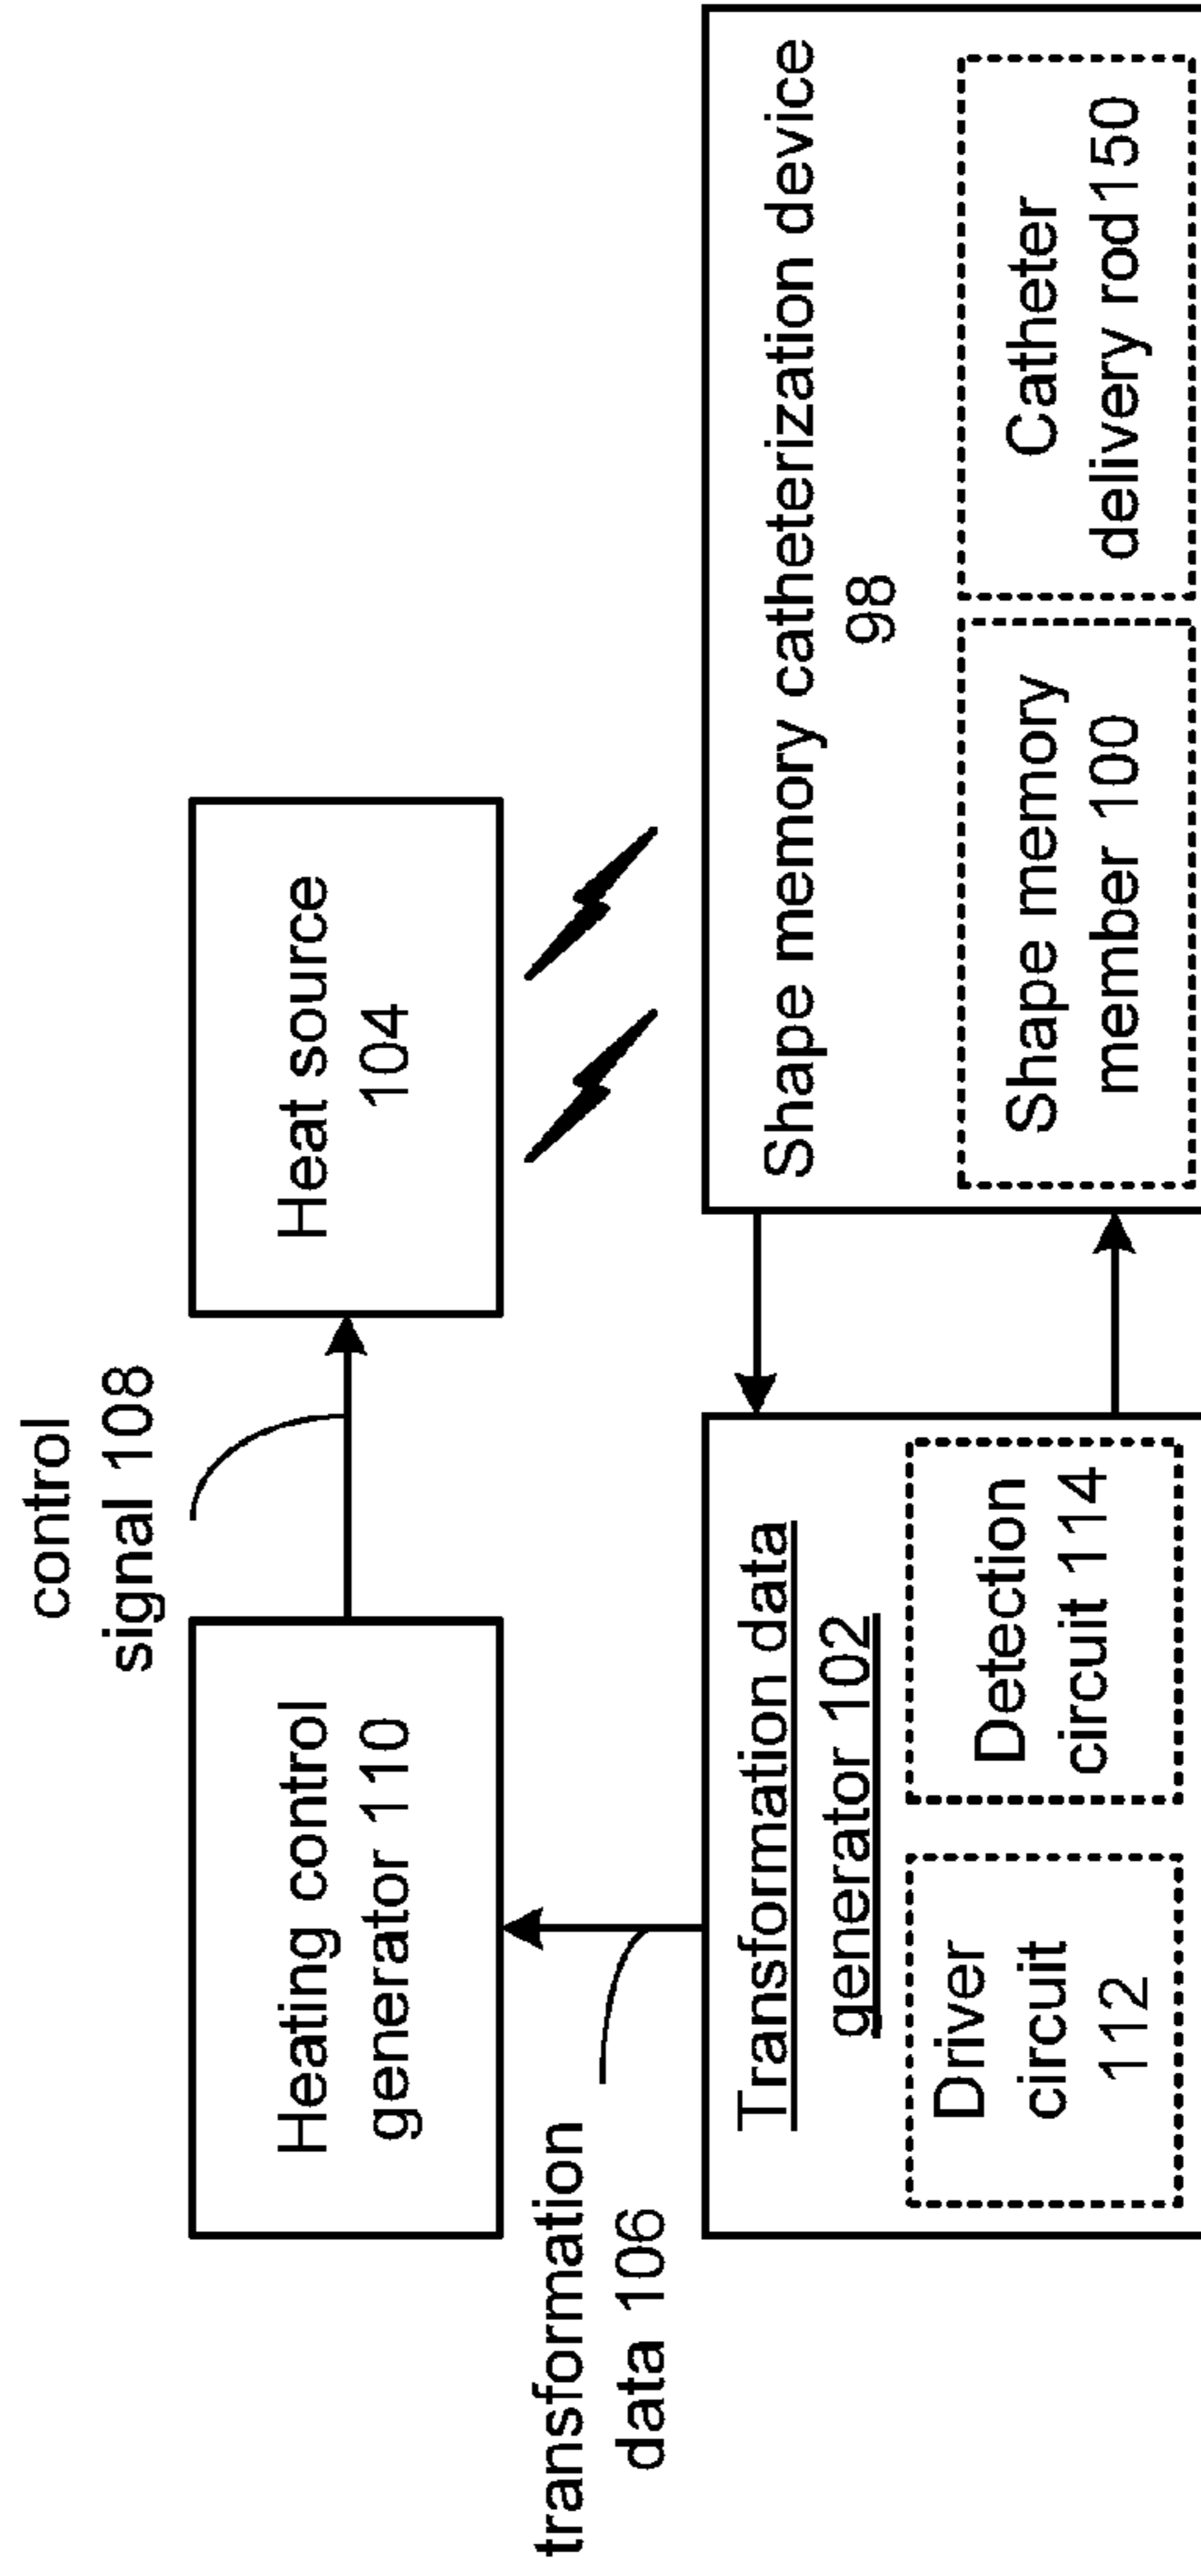 control
signal 108
Heating control
generator 110
Heat source
104
transformation
data 106
Transformation data
generator 102
Driver
circuit
112
Detection
circuit 114
Shape memory catheterization device
98
Shape memory
member 100
Catheter
delivery rod150